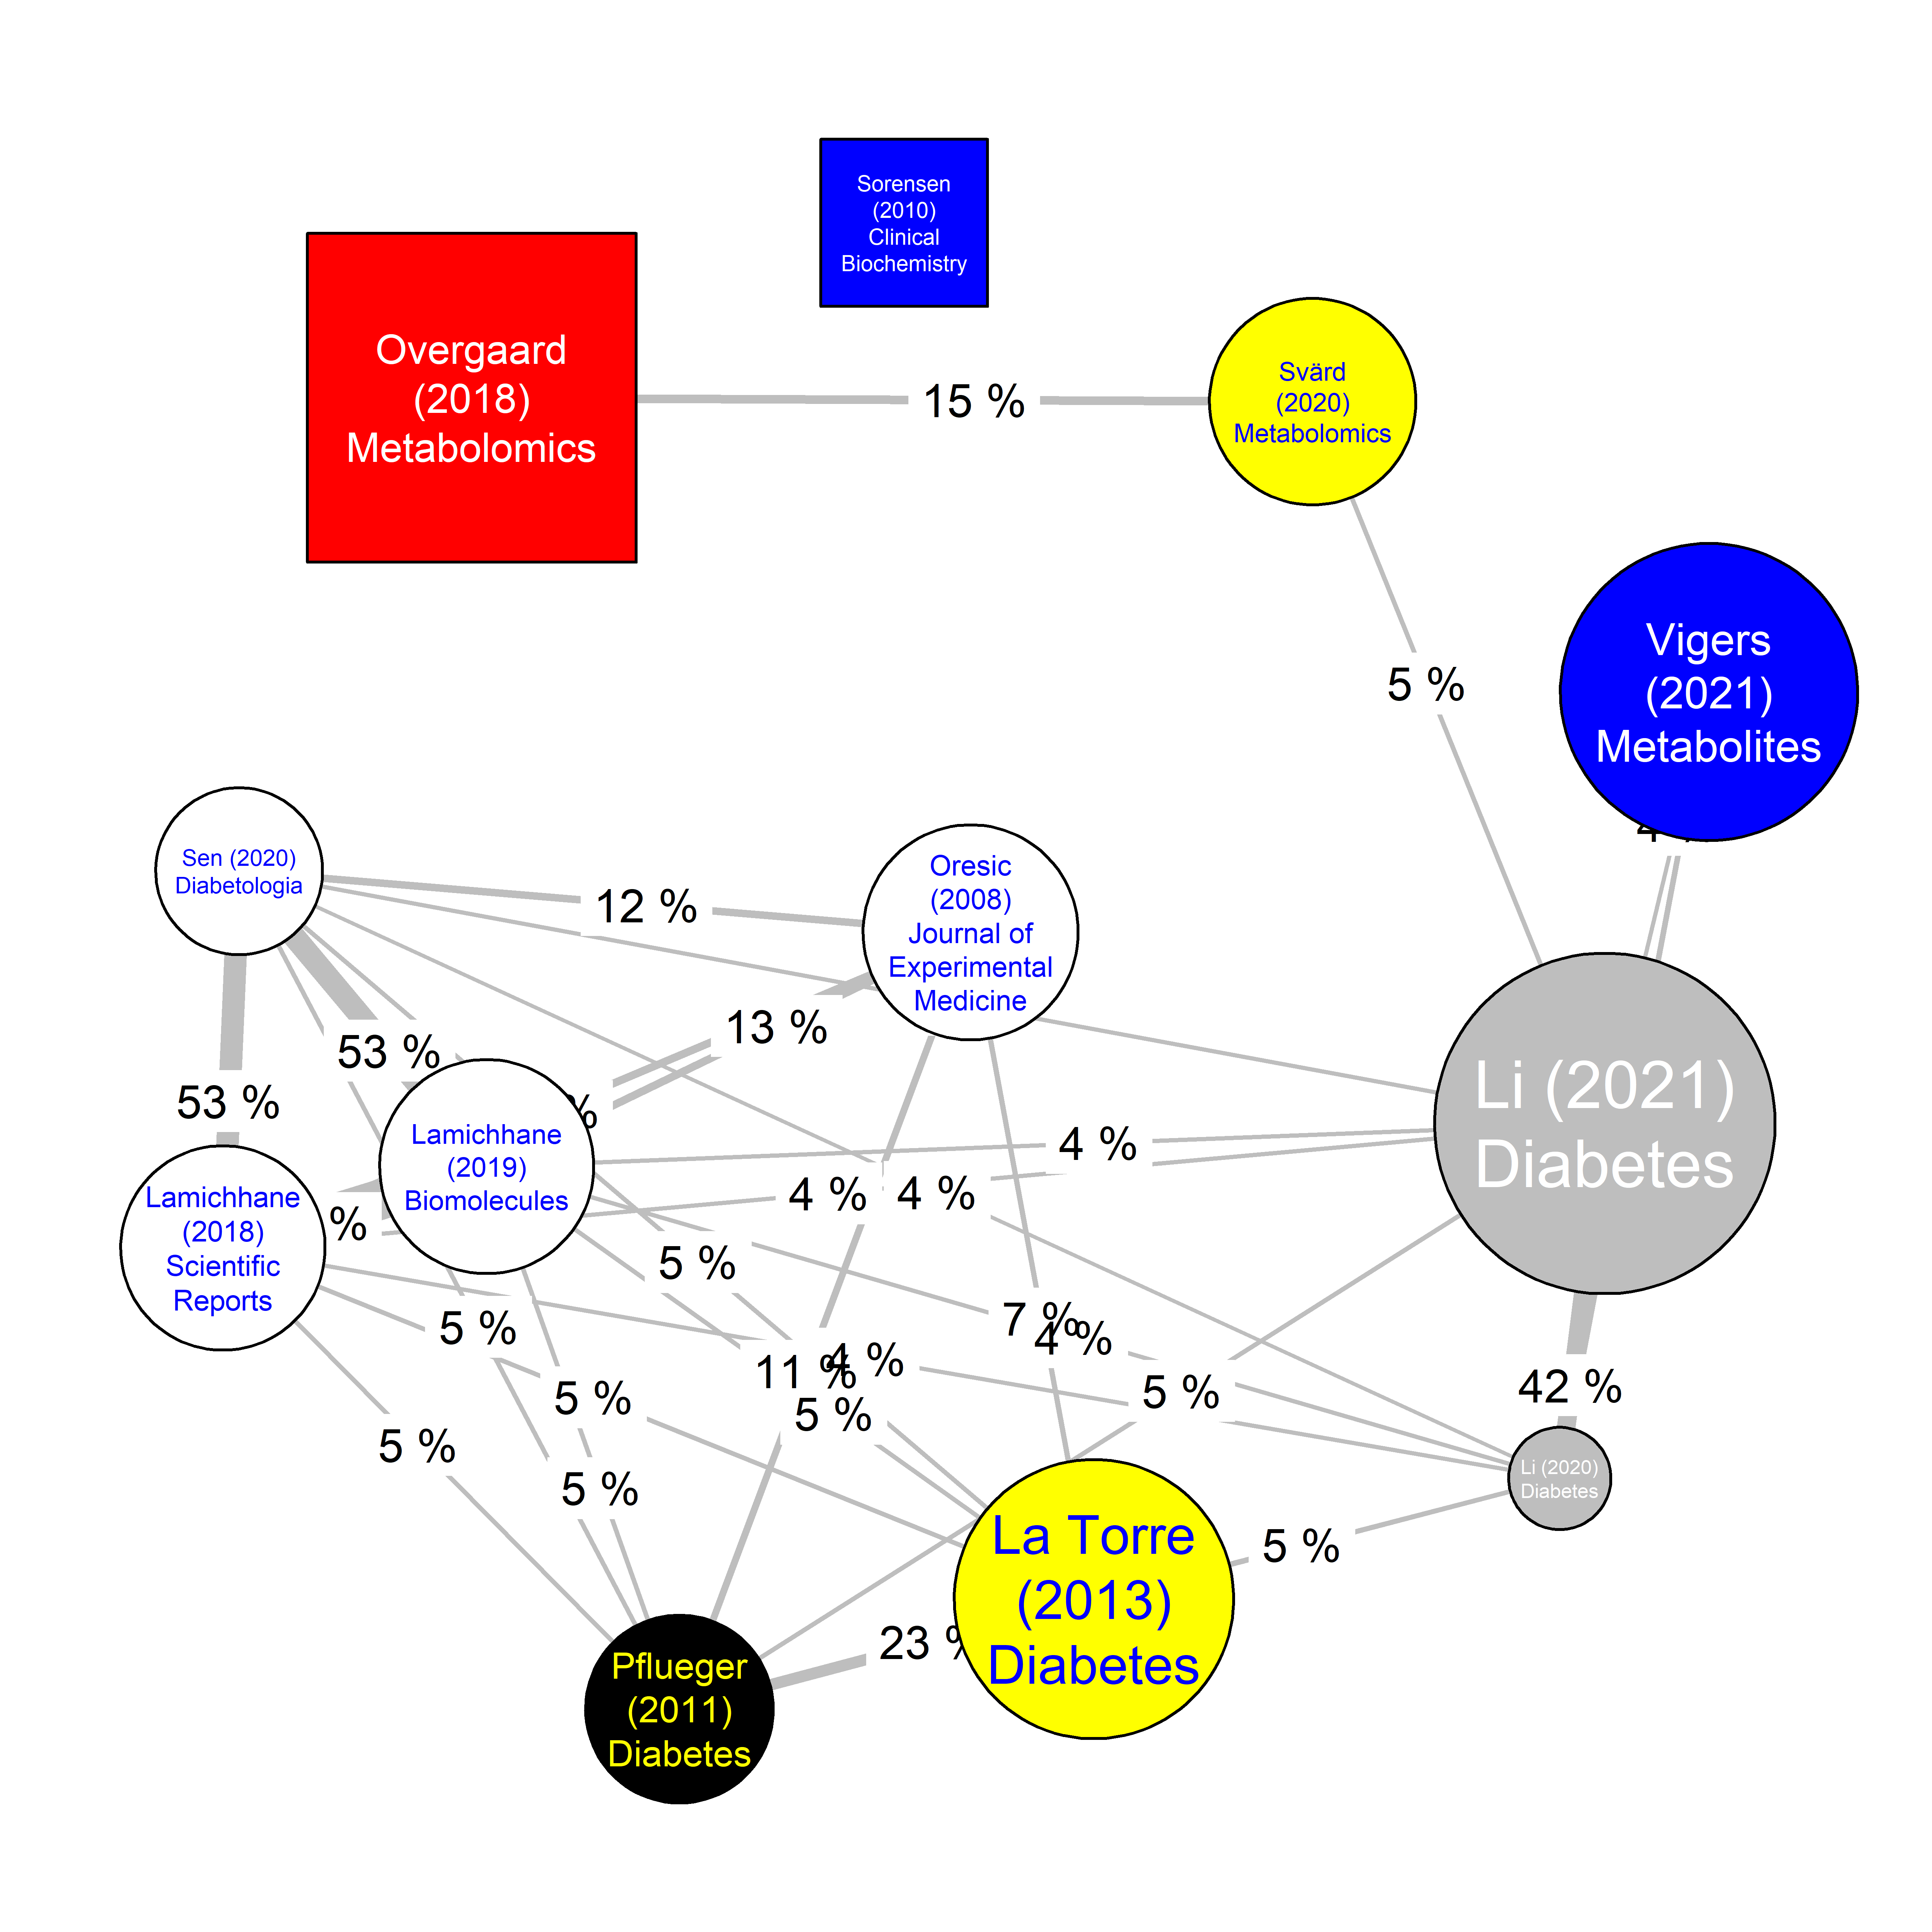 Sorensen
(2010)
Clinical
Biochemistry
Overgaard
(2018)
Metabolomics
15 %
Svärd
(2020)
Metabolomics
5 %
Vigers
(2021)
Metabolites
Sen (2020)
Diabetologia
12 %
Oresic
(2008)
Journal of
Experimental
Medicine
13 %
53 %
53 %
%
Li (2021)
Diabetes
Lamichhane
(2019)
Biomolecules
4 %
4 %
4 %
Lamichhane
(2018)
Scientific
Reports
%
5 %
5 %
7 %
4 %
11 %
4 %
5 %
42 %
5 %
5 %
5 %
5 %
Li (2020)
Diabetes
5 %
La Torre
(2013)
Diabetes
23 %
Pflueger
(2011)
Diabetes